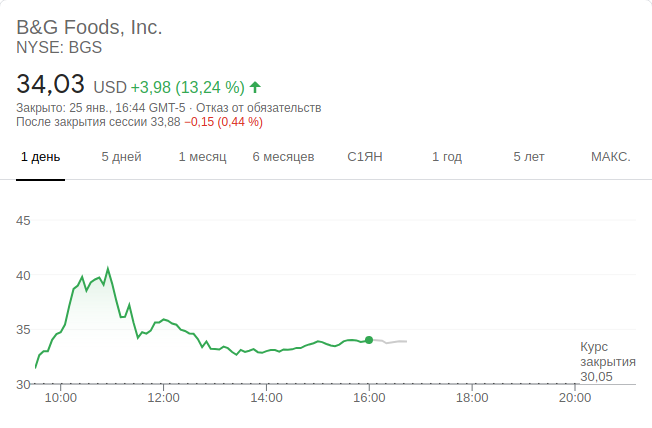 B&G Foods, Inc.
NYSE: BGS
34,03 USD +3,98 (13,24 %)
Закрыто: 25 янв., 16:44 GMT-5 · Отказ от обязательств
После закрытия сессии 33,88 −0,15 (0,44 %)
1 день 5 дней 1 месяц 6 месяцев С1ЯН 1 год 5 лет МАКС.
45
40
35
Курс
закрытия
30,05
30
10:00 12:00 14:00 16:00 18:00 20:00